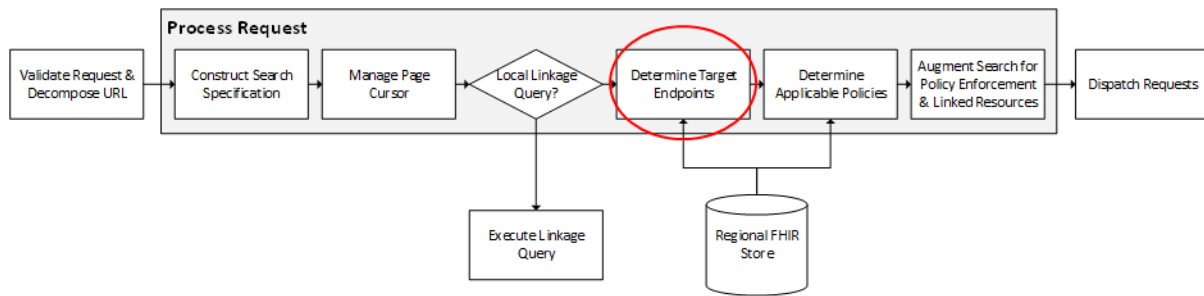 Process Request
Validate Request &
Decompose URL
Construct Search
Specification
Manage Page
Cursor
Local Linkage
Query?
Determine Target
Endpoints
Determine
Applicable Policies
Augment Search for
Policy Enforcement
& Linked Resources
Dispatch Requests
Execute Linkage
Query
Regional FHIR
Store